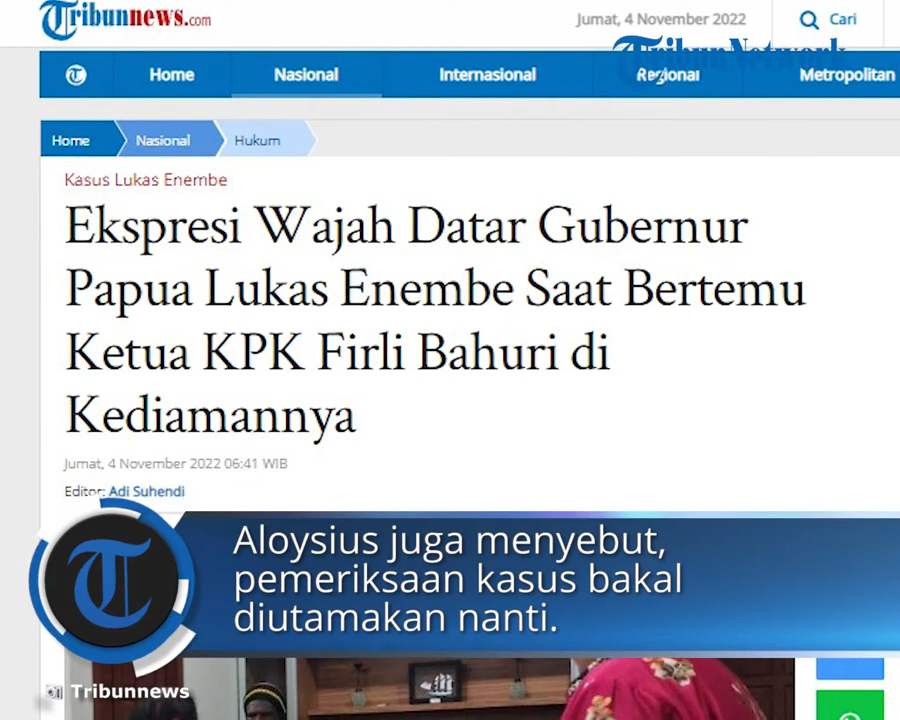 Tribunnews.com
Jumat, 4 November 2022
Cari
Tribun Network
Home
Nasional
Internasional
Regional
Metropolitan
Home
Nasional
Hukum
Kasus Lukas Enembe
Ekspresi Wajah Datar Gubernur
Papua Lukas Enembe Saat Bertemu
Ketua KPK Firli Bahuri di
Kediamannya
Jumat, 4 November 2022 06:41 WIB
Editor: Adi Suhendi
Aloysius juga menyebut,
pemeriksaan kasus bakal
diutamakan nanti.
Tribunnews